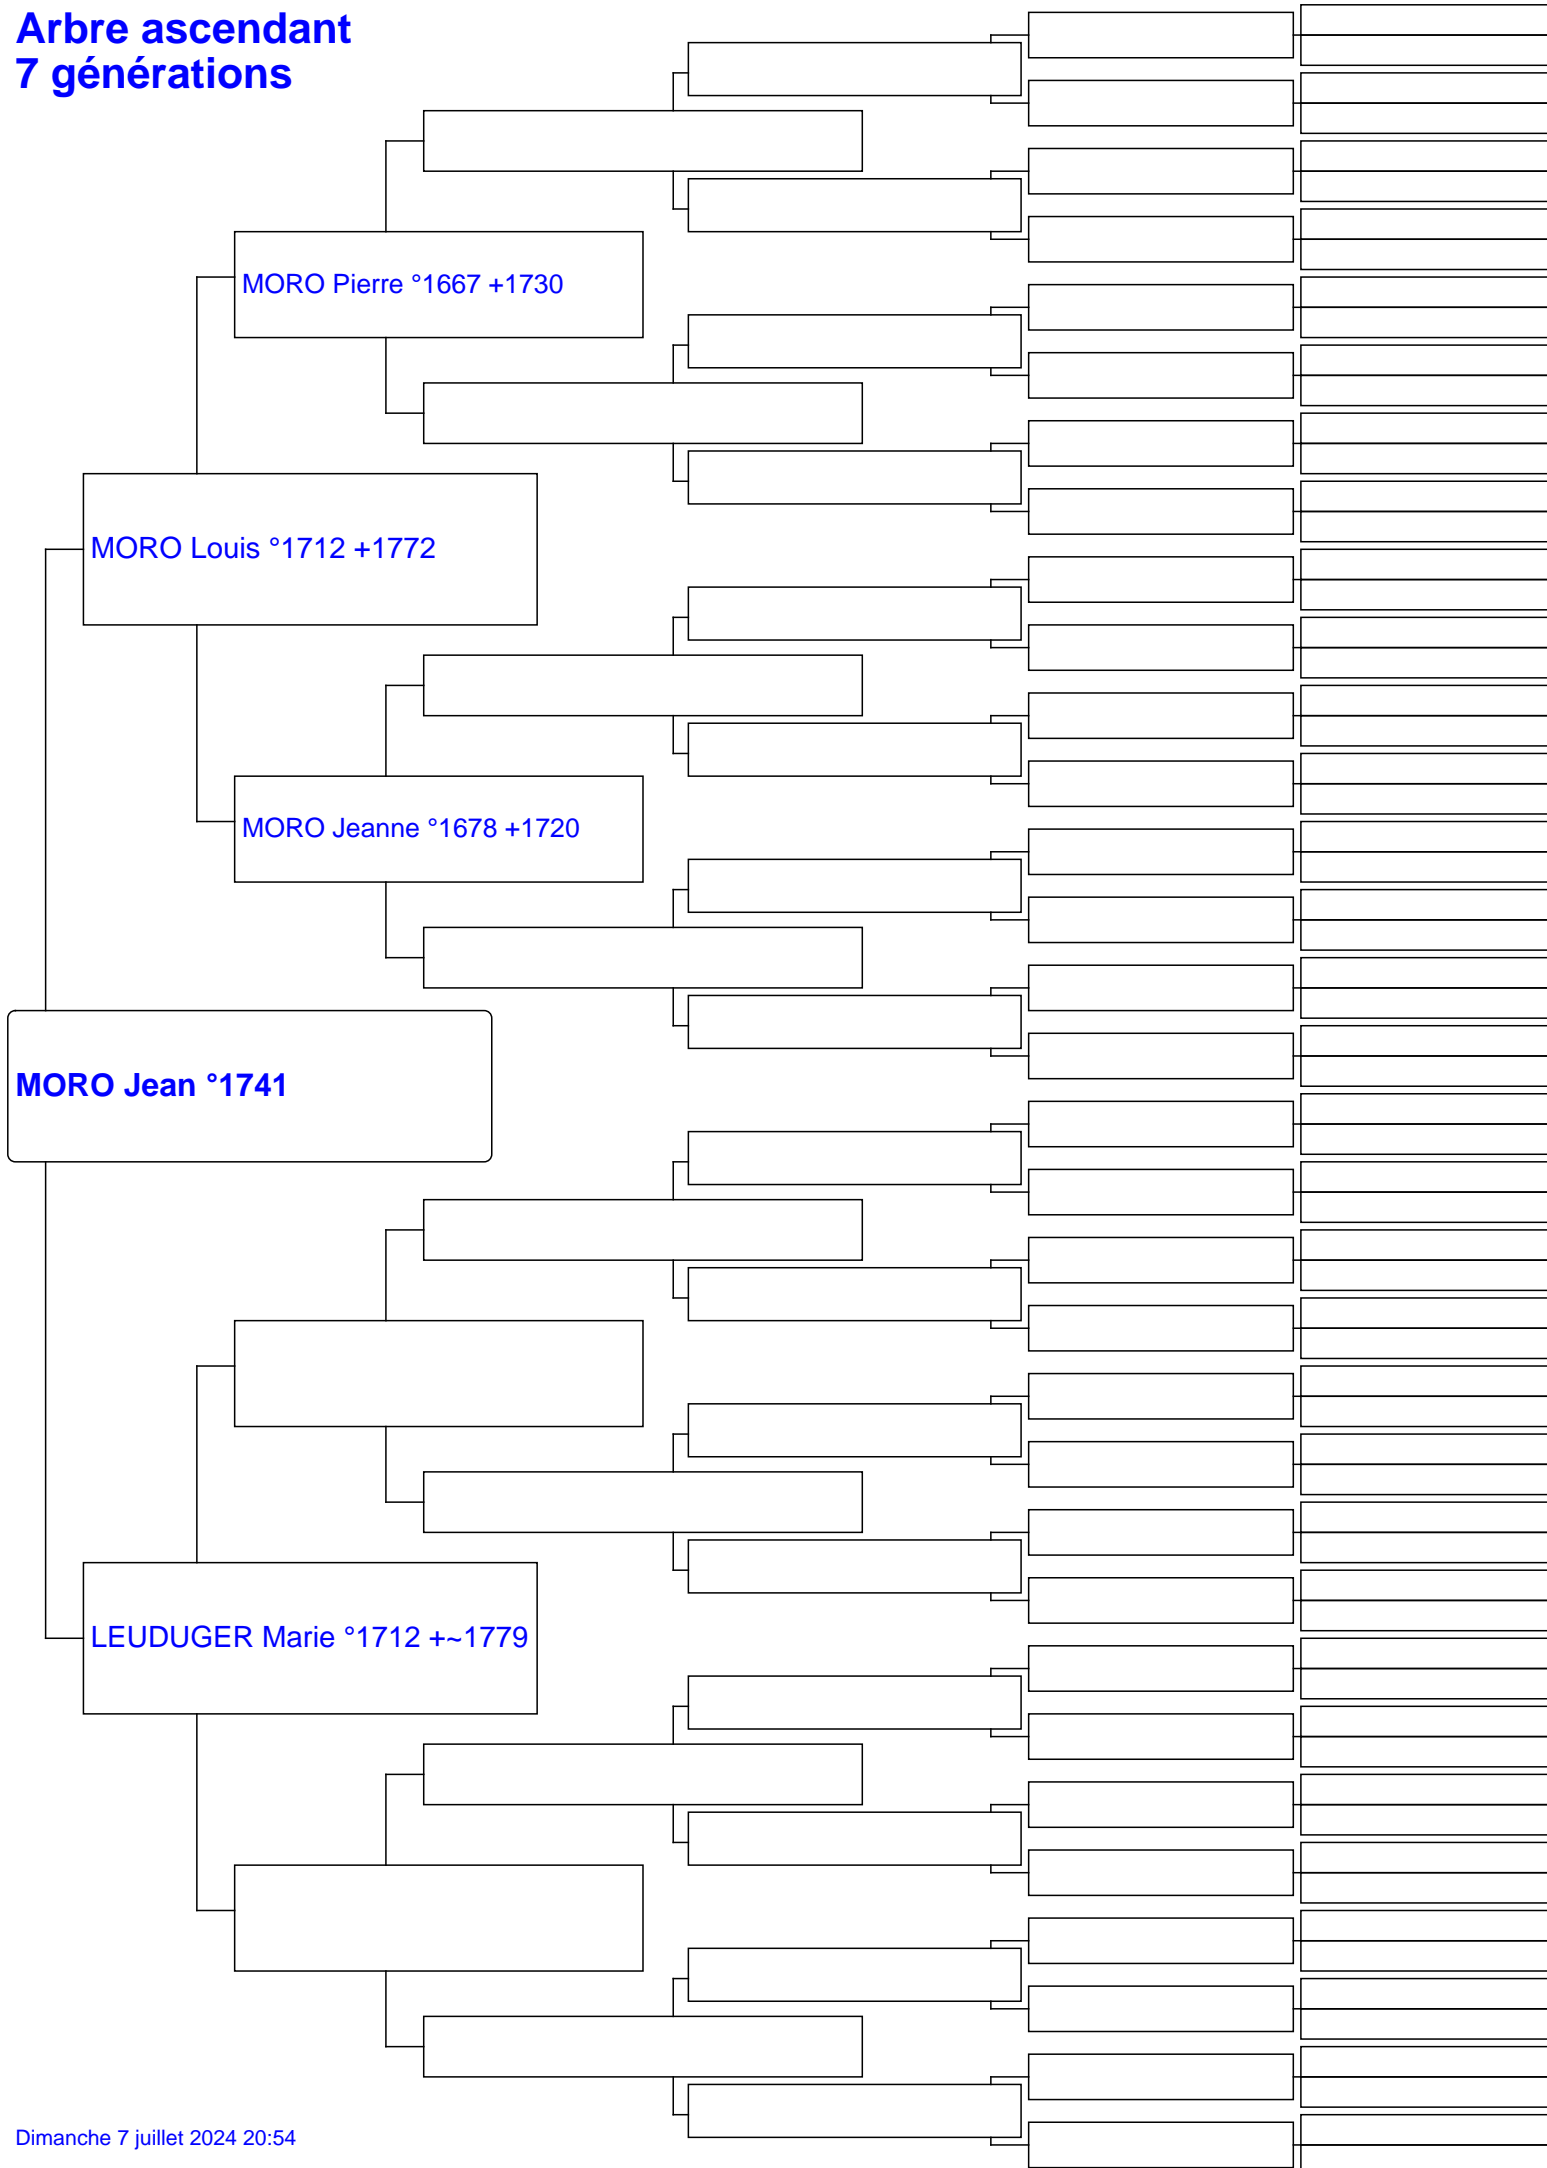 Arbre ascendant
7 générations
MORO Pierre °1667 +1730
MORO Louis °1712 +1772
MORO Jeanne °1678 +1720
MORO Jean °1741
LEUDUGER Marie °1712 +~1779
Dimanche 7 juillet 2024 20:54